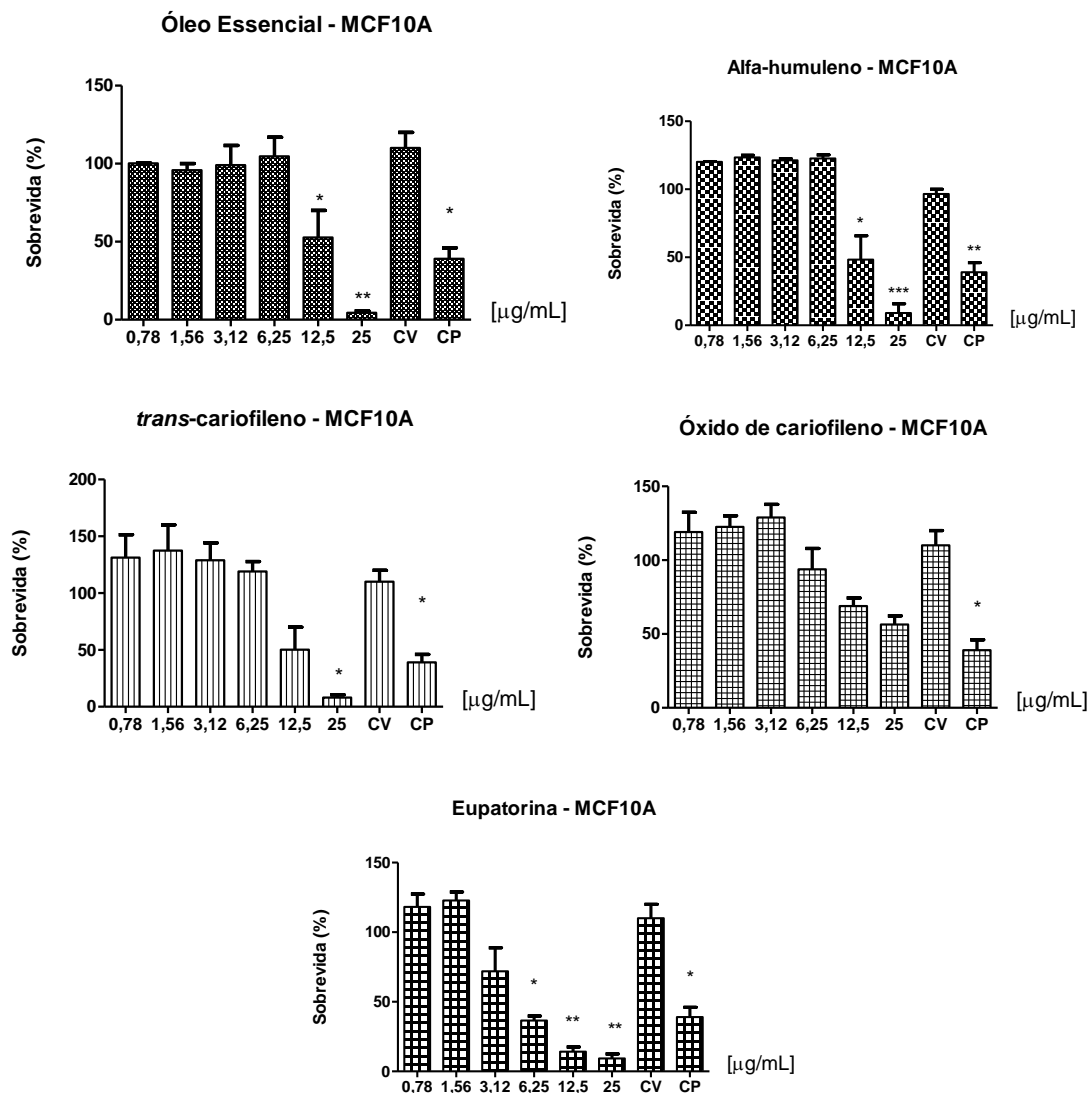 Óleo Essencial - MCF10A
Sobrevida (%)
150
100
50
0
* ** *
0,78 1,56 3,12 6,25 12,5 25 CV CP
[µg/mL]
Alfa-humuleno - MCF10A
Sobrevida (%)
150
100
50
0
* *** **
0,78 1,56 3,12 6,25 12,5 25 CV CP
[µg/mL]
trans-cariofileno - MCF10A
Sobrevida (%)
200
150
100
50
0
* *
0,78 1,56 3,12 6,25 12,5 25 CV CP
[µg/mL]
Óxido de cariofileno - MCF10A
Sobrevida (%)
150
100
50
0
*
0,78 1,56 3,12 6,25 12,5 25 CV CP
[µg/mL]
Eupatorina - MCF10A
Sobrevida (%)
150
100
50
0
* ** ** *
0,78 1,56 3,12 6,25 12,5 25 CV CP
[µg/mL]